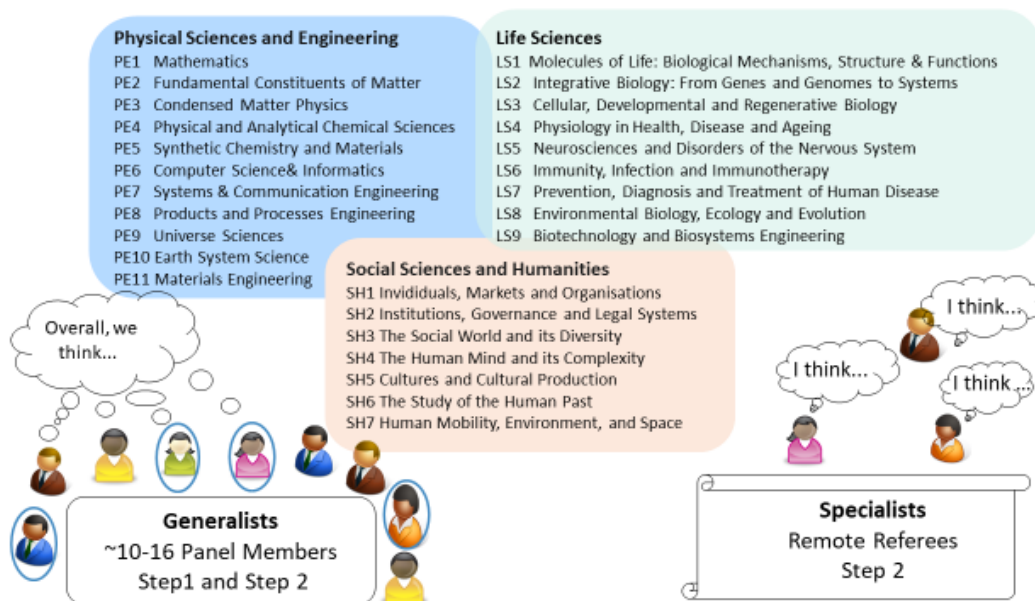 Physical Sciences and Engineering
PE1 Mathematics
PE2 Fundamental Constituents of Matter
PE3 Condensed Matter Physics
PE4 Physical and Analytical Chemical Sciences
PE5 Synthetic Chemistry and Materials
PE6 Computer Science& Informatics
PE7 Systems & Communication Engineering
PE8 Products and Processes Engineering
PE9 Universe Sciences
PE10 Earth System Science
PE11 Materials Engineering
Life Sciences
LS1 Molecules of Life: Biological Mechanisms, Structure & Functions
LS2 Integrative Biology: From Genes and Genomes to Systems
LS3 Cellular, Developmental and Regenerative Biology
LS4 Physiology in Health, Disease and Ageing
LS5 Neurosciences and Disorders of the Nervous System
LS6 Immunity, Infection and Immunotherapy
LS7 Prevention, Diagnosis and Treatment of Human Disease
LS8 Environmental Biology, Ecology and Evolution
LS9 Biotechnology and Biosystems Engineering
Social Sciences and Humanities
SH1 Invididuals, Markets and Organisations
SH2 Institutions, Governance and Legal Systems
SH3 The Social World and its Diversity
SH4 The Human Mind and its Complexity
SH5 Cultures and Cultural Production
SH6 The Study of the Human Past
SH7 Human Mobility, Environment, and Space
Overall, we
think...
I think...
I think...
I think ...
Generalists
~10-16 Panel Members
Step1 and Step 2
Specialists
Remote Referees
Step 2